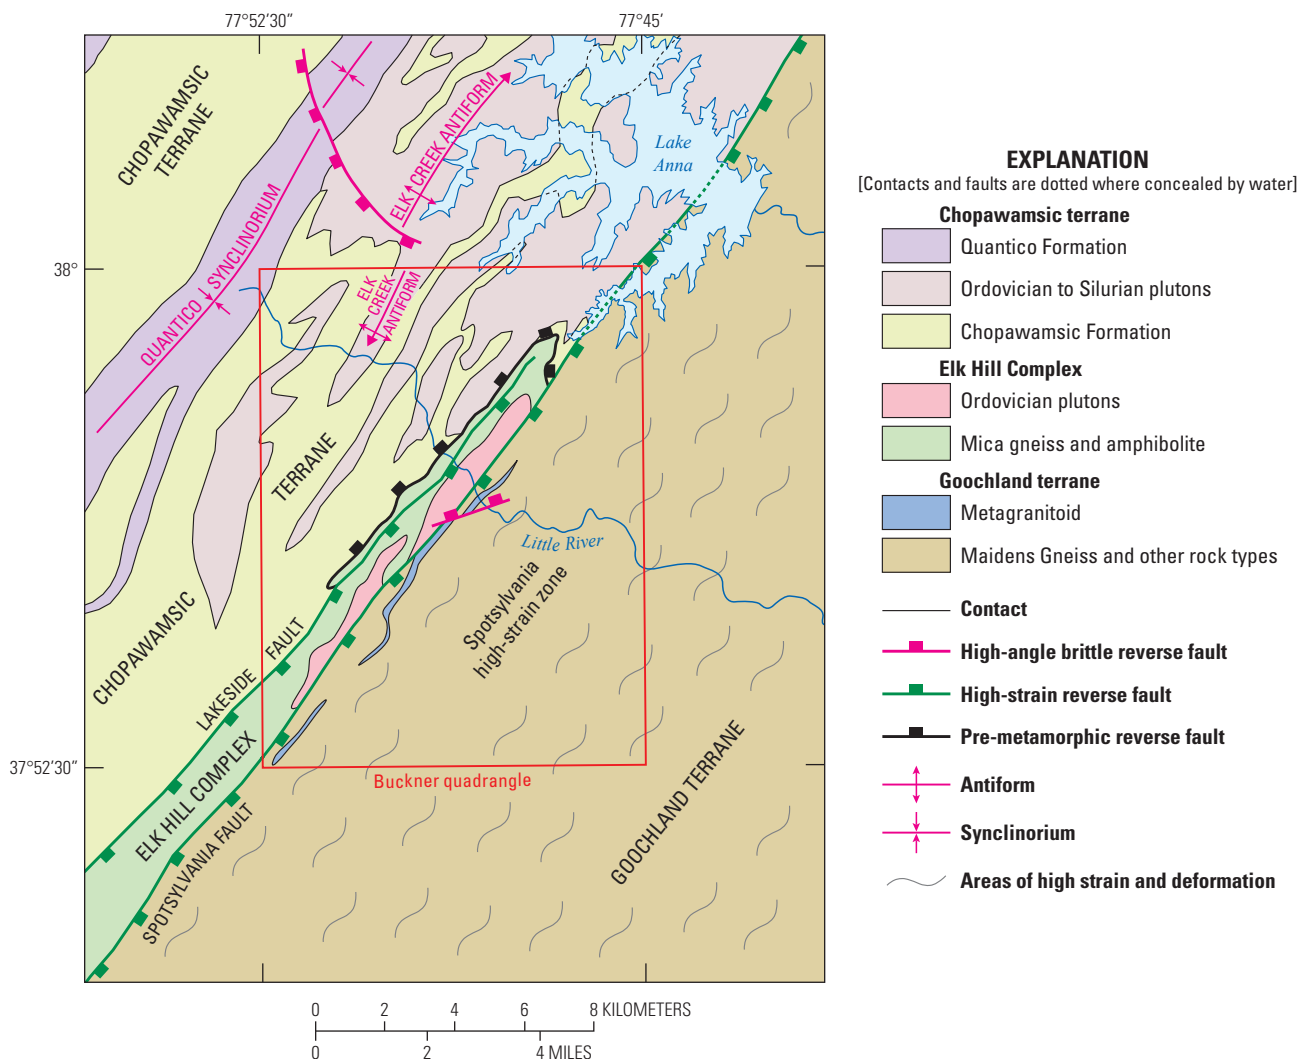 77°52'30"
77°45'
38°
37°52'30"
CHOPAWAMSIC
TERRANE
QUANTICO
SYNCLINORIUM
ELK
CREEK ANTIFORM
ELK
CREEK
ANTIFORM
Lake
Anna
TERRANE
CHOPAWAMSIC
LAKESIDE
FAULT
ELK HILL COMPLEX
SPOTSYLVANIA FAULT
Little River
Spotsylvania
high-strain zone
GOOCHLAND TERRANE
Buckner quadrangle
0 2 4 6 8 KILOMETERS
0 2 4 MILES
EXPLANATION
[Contacts and faults are dotted where concealed by water]
Chopawamsic terrane
Quantico Formation
Ordovician to Silurian plutons
Chopawamsic Formation
Elk Hill Complex
Ordovician plutons
Mica gneiss and amphibolite
Goochland terrane
Metagranitoid
Maidens Gneiss and other rock types
Contact
High-angle brittle reverse fault
High-strain reverse fault
Pre-metamorphic reverse fault
Antiform
Synclinorium
Areas of high strain and deformation